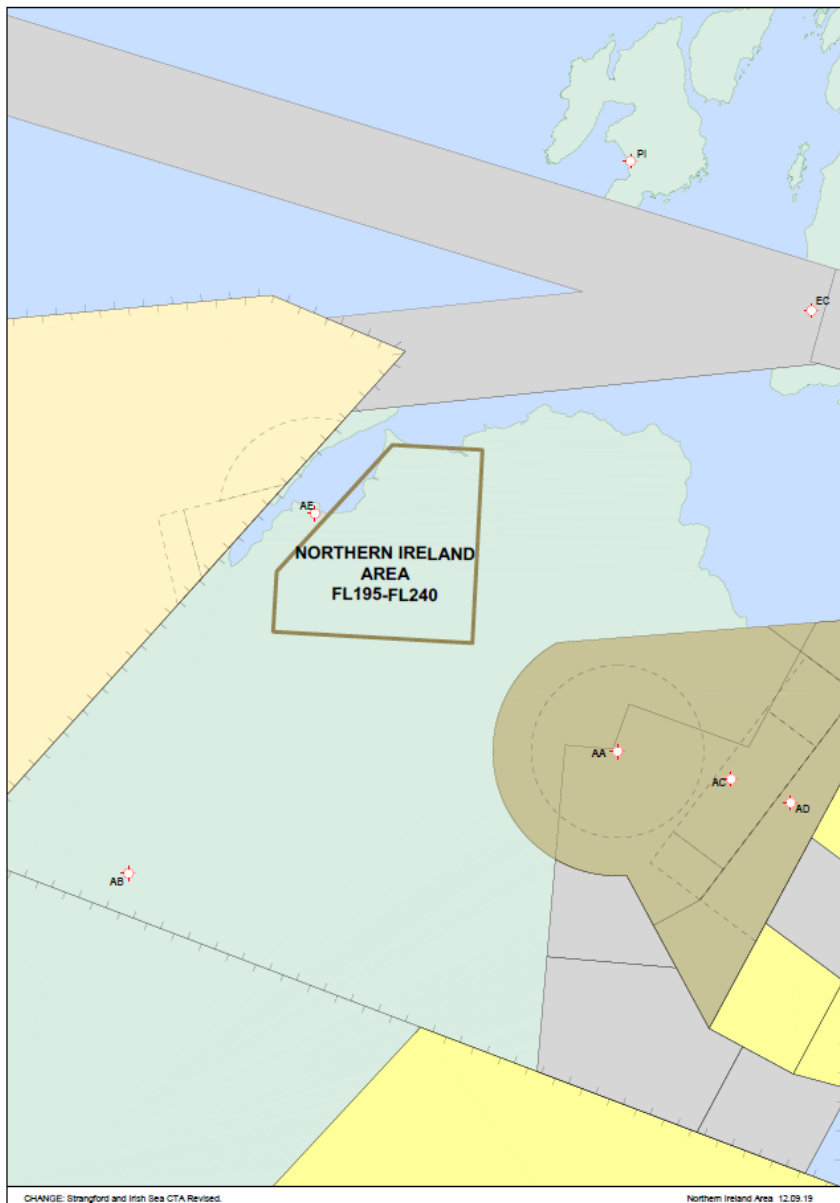 PI
EC
AE
NORTHERN IRELAND
AREA
FL195-FL240
AA
AC
AD
AB
CHANGE: Strangford and Irish Sea CTA Revised.
Northern Ireland Area 12.09.19